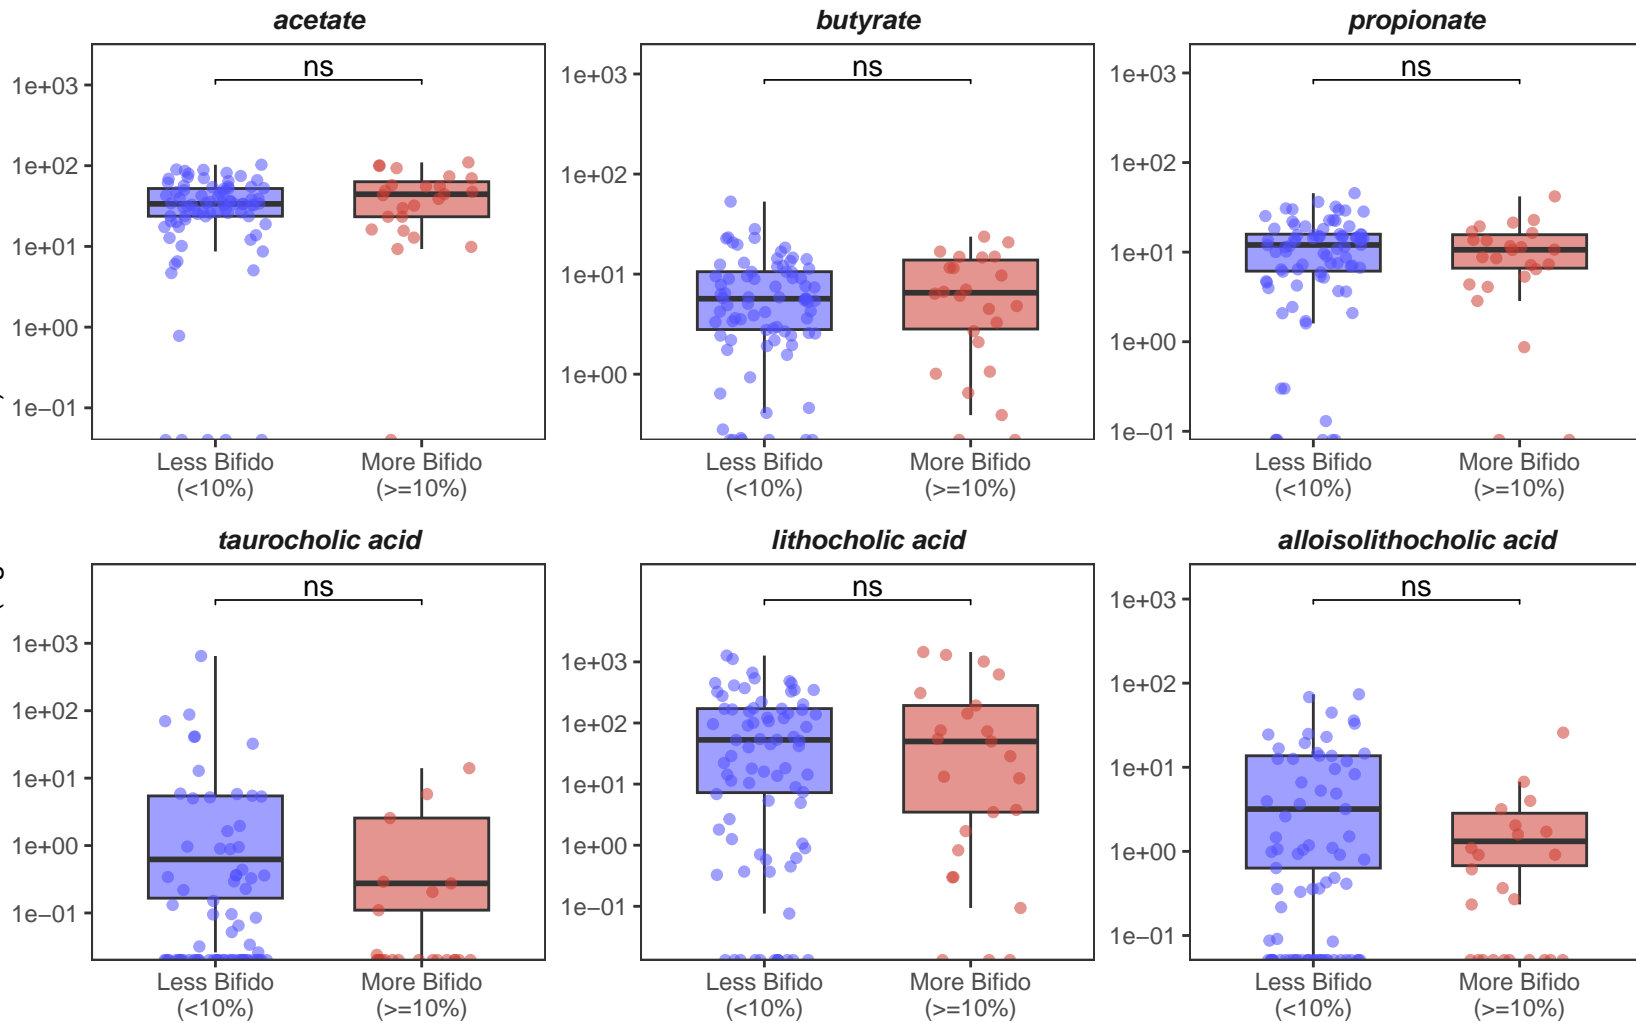 acetate
butyrate
propionate
ns
ns
ns
1e+03
1e+02
1e+01
1e+00
1e−01
1e+03
1e+02
1e+01
1e+00
1e+03
1e+02
1e+01
1e+00
1e−01
Less Bifido
(<10%)
More Bifido
(>=10%)
Less Bifido
(<10%)
More Bifido
(>=10%)
Less Bifido
(<10%)
More Bifido
(>=10%)
taurocholic acid
lithocholic acid
alloisolithocholic acid
ns
ns
ns
1e+03
1e+02
1e+01
1e+00
1e−01
1e+03
1e+02
1e+01
1e+00
1e−01
1e+03
1e+02
1e+01
1e+00
1e−01
Less Bifido
(<10%)
More Bifido
(>=10%)
Less Bifido
(<10%)
More Bifido
(>=10%)
Less Bifido
(<10%)
More Bifido
(>=10%)